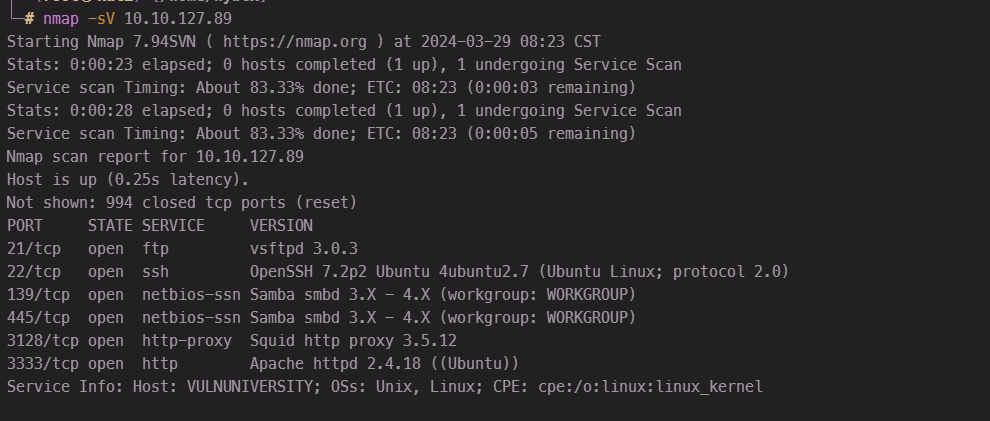 # nmap -sV 10.10.127.89
Starting Nmap 7.94SVN ( https://nmap.org ) at 2024-03-29 08:23 CST
Stats: 0:00:23 elapsed; 0 hosts completed (1 up), 1 undergoing Service Scan
Service scan Timing: About 83.33% done; ETC: 08:23 (0:00:03 remaining)
Stats: 0:00:28 elapsed; 0 hosts completed (1 up), 1 undergoing Service Scan
Service scan Timing: About 83.33% done; ETC: 08:23 (0:00:05 remaining)
Nmap scan report for 10.10.127.89
Host is up (0.25s latency).
Not shown: 994 closed tcp ports (reset)
PORT     STATE SERVICE     VERSION
21/tcp   open  ftp         vsftpd 3.0.3
22/tcp   open  ssh         OpenSSH 7.2p2 Ubuntu 4ubuntu2.7 (Ubuntu Linux; protocol 2.0)
139/tcp  open  netbios-ssn Samba smbd 3.X - 4.X (workgroup: WORKGROUP)
445/tcp  open  netbios-ssn Samba smbd 3.X - 4.X (workgroup: WORKGROUP)
3128/tcp open  http-proxy  Squid http proxy 3.5.12
3333/tcp open  http        Apache httpd 2.4.18 ((Ubuntu))
Service Info: Host: VULNUNIVERSITY; OSs: Unix, Linux; CPE: cpe:/o:linux:linux_kernel